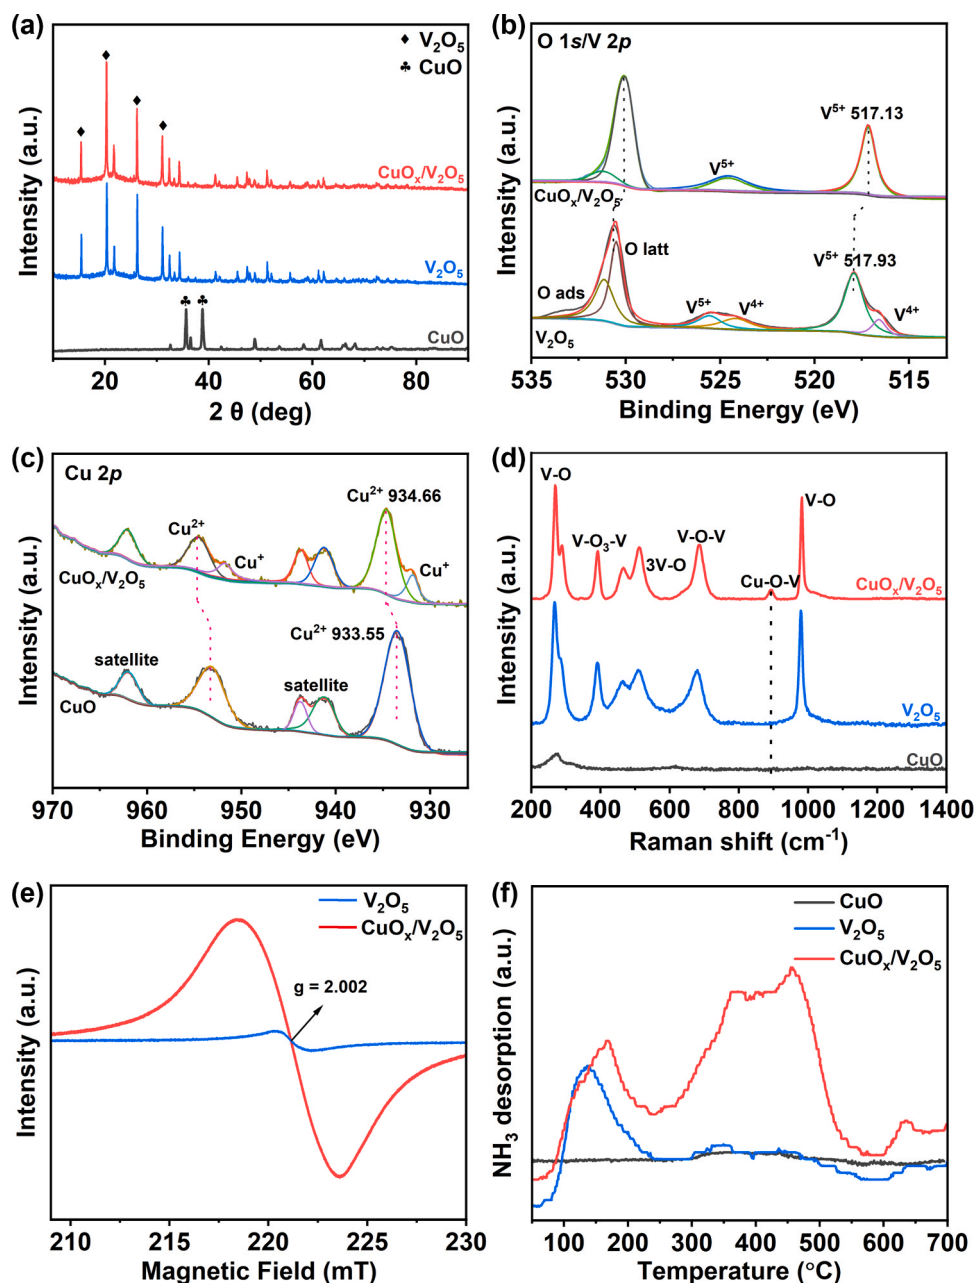 (a)
♦ V₂O₅
♣ CuO
CuOₓ/V₂O₅
V₂O₅
CuO
Intensity (a.u.)
20 40 60 80
2 θ (deg)
(b)
O 1s/V 2p
V⁵⁺ 517.13
V⁵⁺
CuOₓ/V₂O₅
O latt
V⁵⁺ 517.93
O ads
V⁵⁺ V⁴⁺
V⁴⁺
V₂O₅
Intensity (a.u.)
535 530 525 520 515
Binding Energy (eV)
(c)
Cu 2p
Cu²⁺ 934.66
Cu²⁺
Cu⁺
Cu⁺
CuOₓ/V₂O₅
Cu²⁺ 933.55
satellite
satellite
CuO
Intensity (a.u.)
970 960 950 940 930
Binding Energy (eV)
(d)
V-O
V-O
V-O₃-V
V-O-V
3V-O
Cu-O-V
CuOₓ/V₂O₅
V₂O₅
CuO
Intensity (a.u.)
200 400 600 800 1000 1200 1400
Raman shift (cm⁻¹)
(e)
V₂O₅
CuOₓ/V₂O₅
g = 2.002
Intensity (a.u.)
210 215 220 225 230
Magnetic Field (mT)
(f)
CuO
V₂O₅
CuOₓ/V₂O₅
NH₃ desorption (a.u.)
100 200 300 400 500 600 700
Temperature (°C)